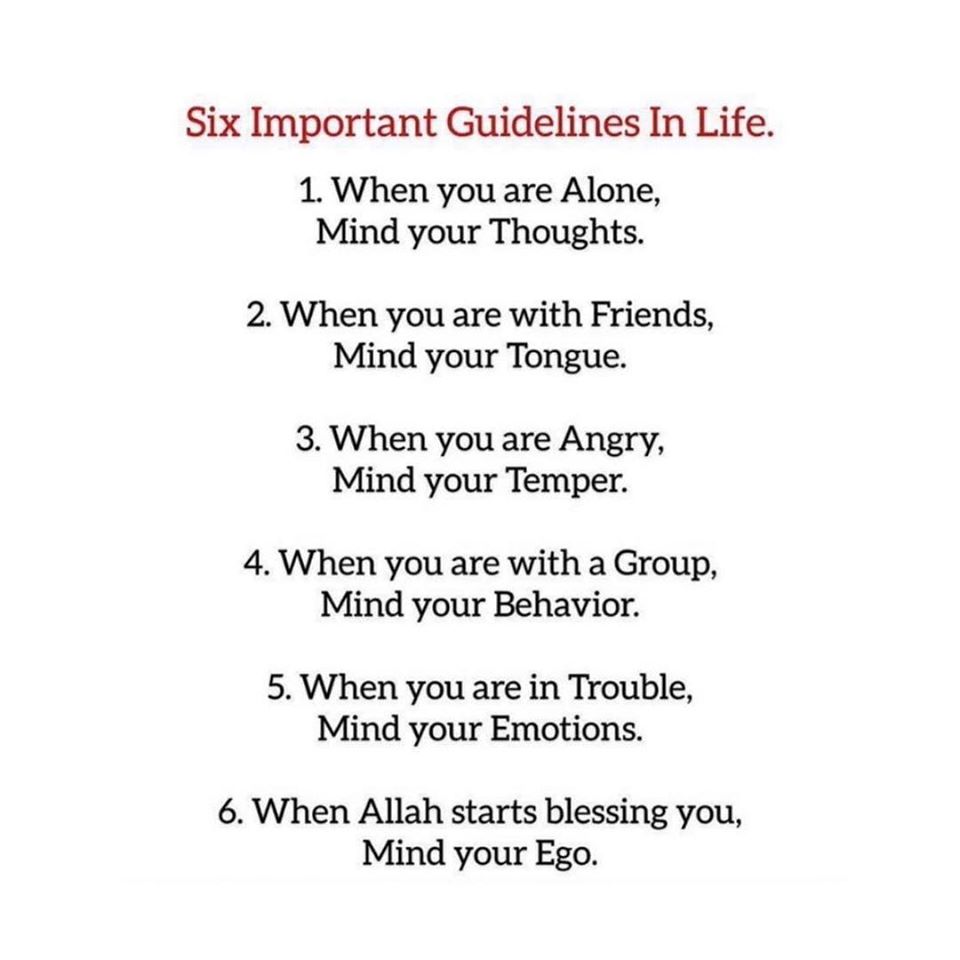 Six Important Guidelines In Life.
1. When you are Alone,
Mind your Thoughts.
2. When you are with Friends,
Mind your Tongue.
3. When you are Angry,
Mind your Temper.
4. When you are with a Group,
Mind your Behavior.
5. When you are in Trouble,
Mind your Emotions.
6. When Allah starts blessing you,
Mind your Ego.